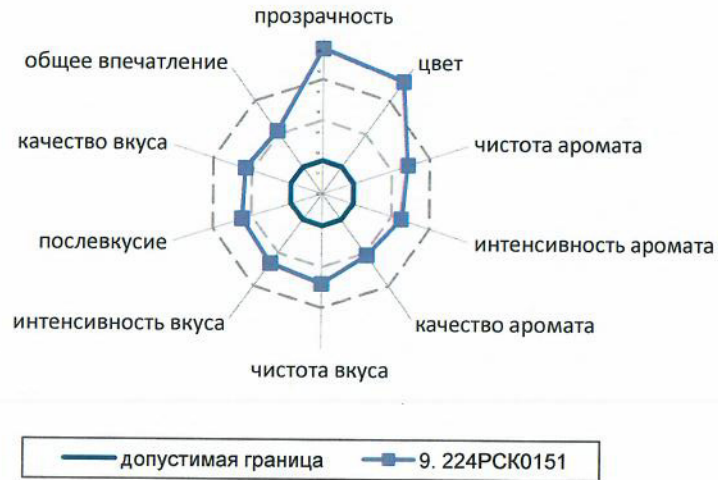 прозрачность
общее впечатление
цвет
качество вкуса
чистота аромата
послевкусие
интенсивность аромата
интенсивность вкуса
качество аромата
чистота вкуса
допустимая граница
9. 224РСК0151